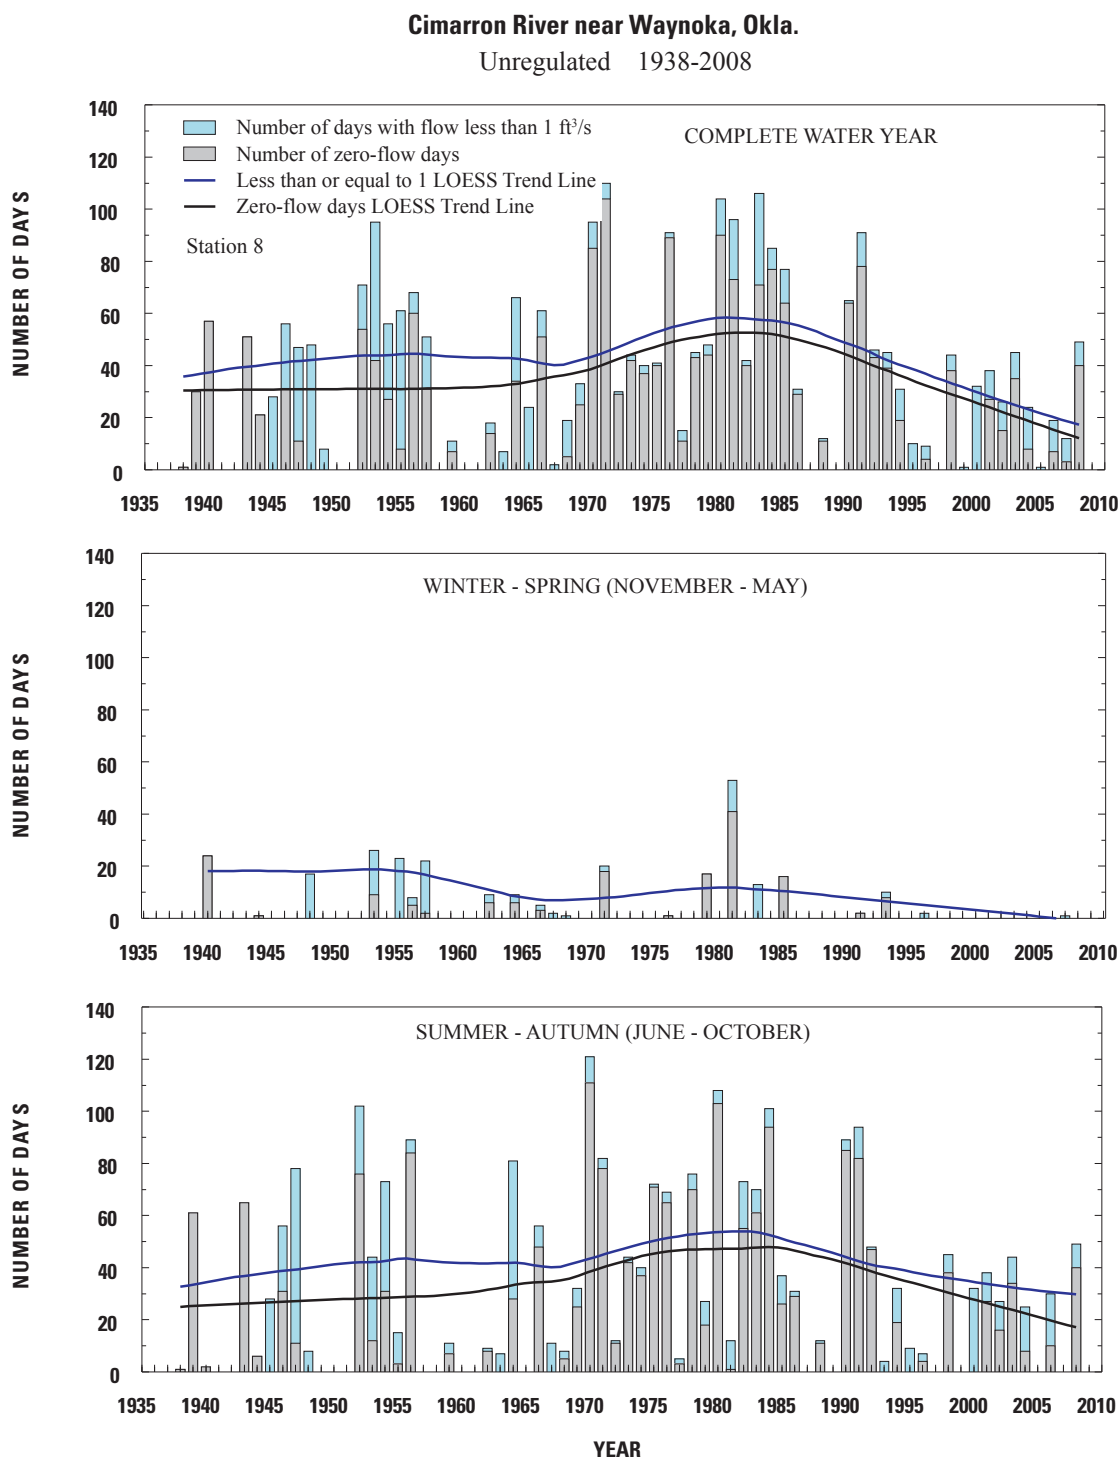 Cimarron River near Waynoka, Okla.
Unregulated 1938-2008
NUMBER OF DAYS
140
120
100
80
60
40
20
0
Number of days with flow less than 1 ft³/s
Number of zero-flow days
Less than or equal to 1 LOESS Trend Line
Zero-flow days LOESS Trend Line
Station 8
COMPLETE WATER YEAR
1935 1940 1945 1950 1955 1960 1965 1970 1975 1980 1985 1990 1995 2000 2005 2010
NUMBER OF DAYS
140
120
100
80
60
40
20
0
WINTER - SPRING (NOVEMBER - MAY)
1935 1940 1945 1950 1955 1960 1965 1970 1975 1980 1985 1990 1995 2000 2005 2010
NUMBER OF DAYS
140
120
100
80
60
40
20
0
SUMMER - AUTUMN (JUNE - OCTOBER)
1935 1940 1945 1950 1955 1960 1965 1970 1975 1980 1985 1990 1995 2000 2005 2010
YEAR